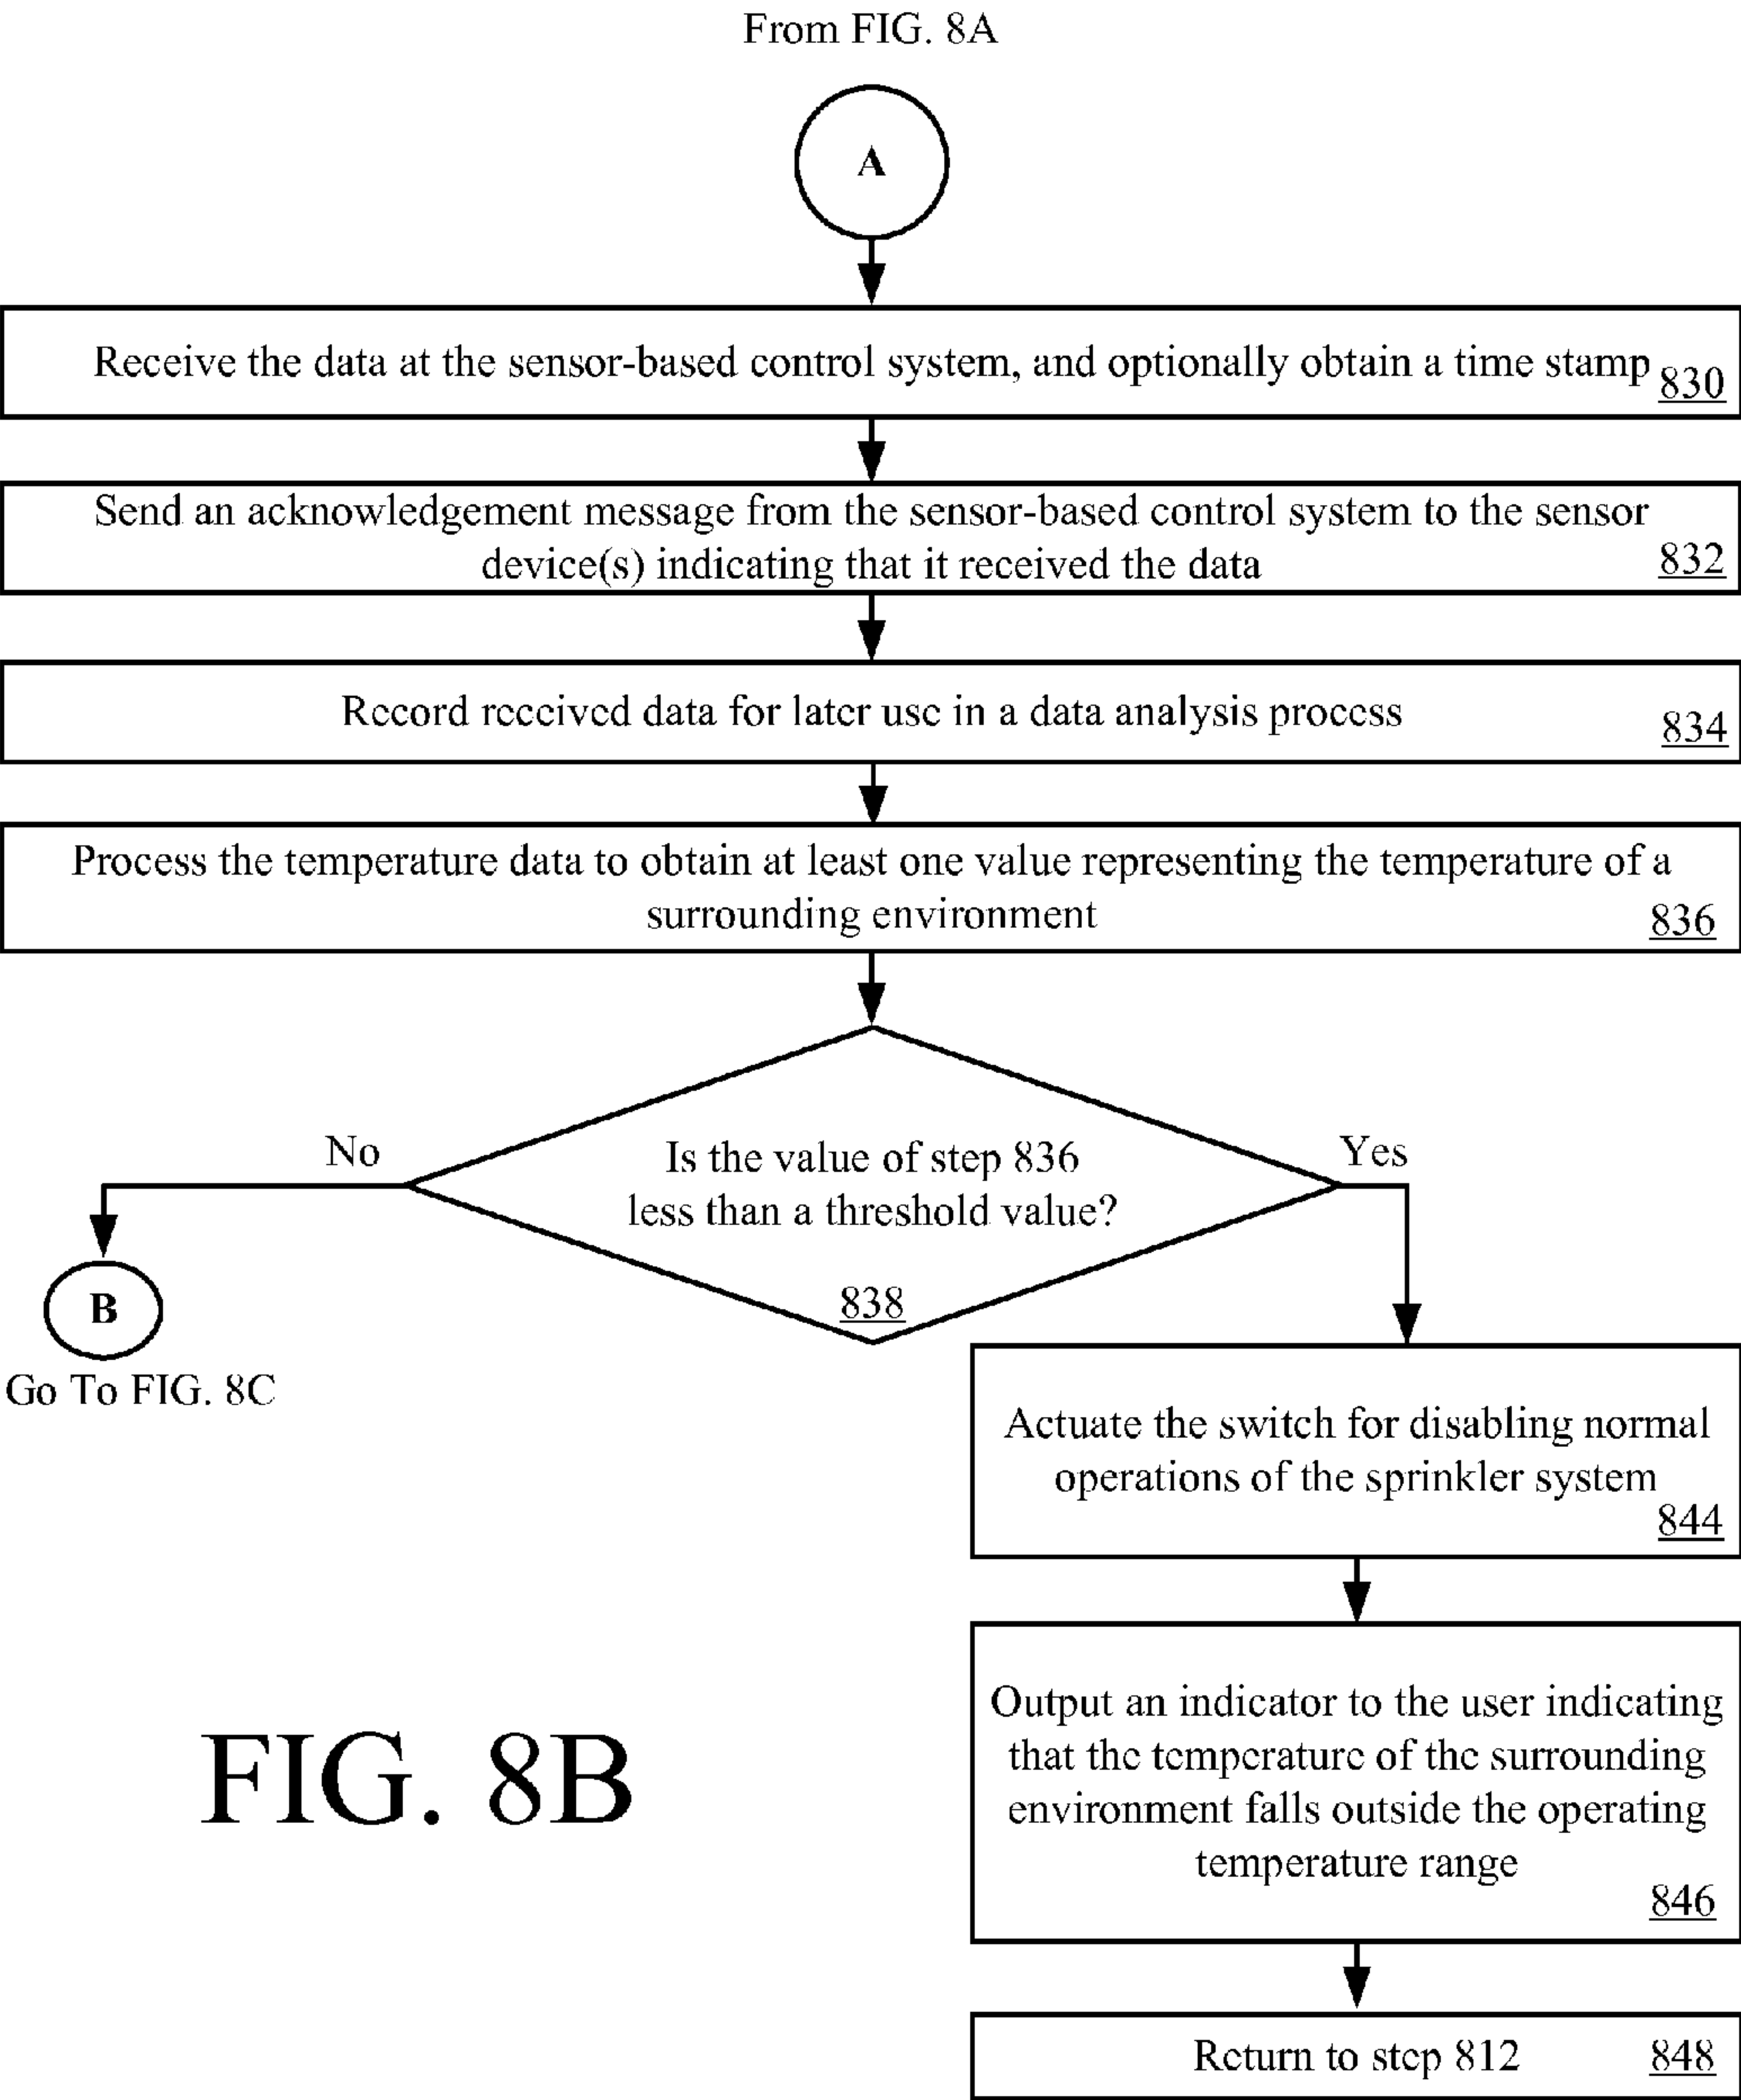 From FIG. 8A
A
Receive the data at the sensor-based control system, and optionally obtain a time stamp
830
Send an acknowledgement message from the sensor-based control system to the sensor
device(s) indicating that it received the data
832
Record received data for later use in a data analysis process
834
Process the temperature data to obtain at least one value representing the temperature of a
surrounding environment
836
No
Is the value of step 836
less than a threshold value?
Yes
838
B
Go To FIG. 8C
Actuate the switch for disabling normal
operations of the sprinkler system
844
Output an indicator to the user indicating
that the temperature of the surrounding
environment falls outside the operating
temperature range
846
FIG. 8B
Return to step 812
848